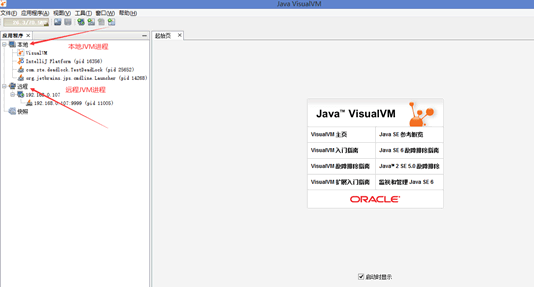 Java VisualVM
文件(F) 应用程序(A) 视图(V) 工具(T) 窗口(W) 帮助(H)
应用程序
起始页
本地
本地JVM进程
VisualVM
IntelliJ Platform (pid 16356)
com.ste.deadlock.TestDeadLock (pid 25652)
org.jetbrains.jps.cmdline.Launcher (pid 14268)
远程
远程JVM进程
192.168.0.107
192.168.0.107:9999 (pid 11005)
快照
Java™ VisualVM
VisualVM 主页
Java SE 参考概览
VisualVM 入门指南
Java SE 6 故障排除指南
VisualVM 故障排除指南
Java™ 2 SE 5.0 故障排除
VisualVM 扩展入门指南
监视和管理 Java SE 6
ORACLE
启动时显示